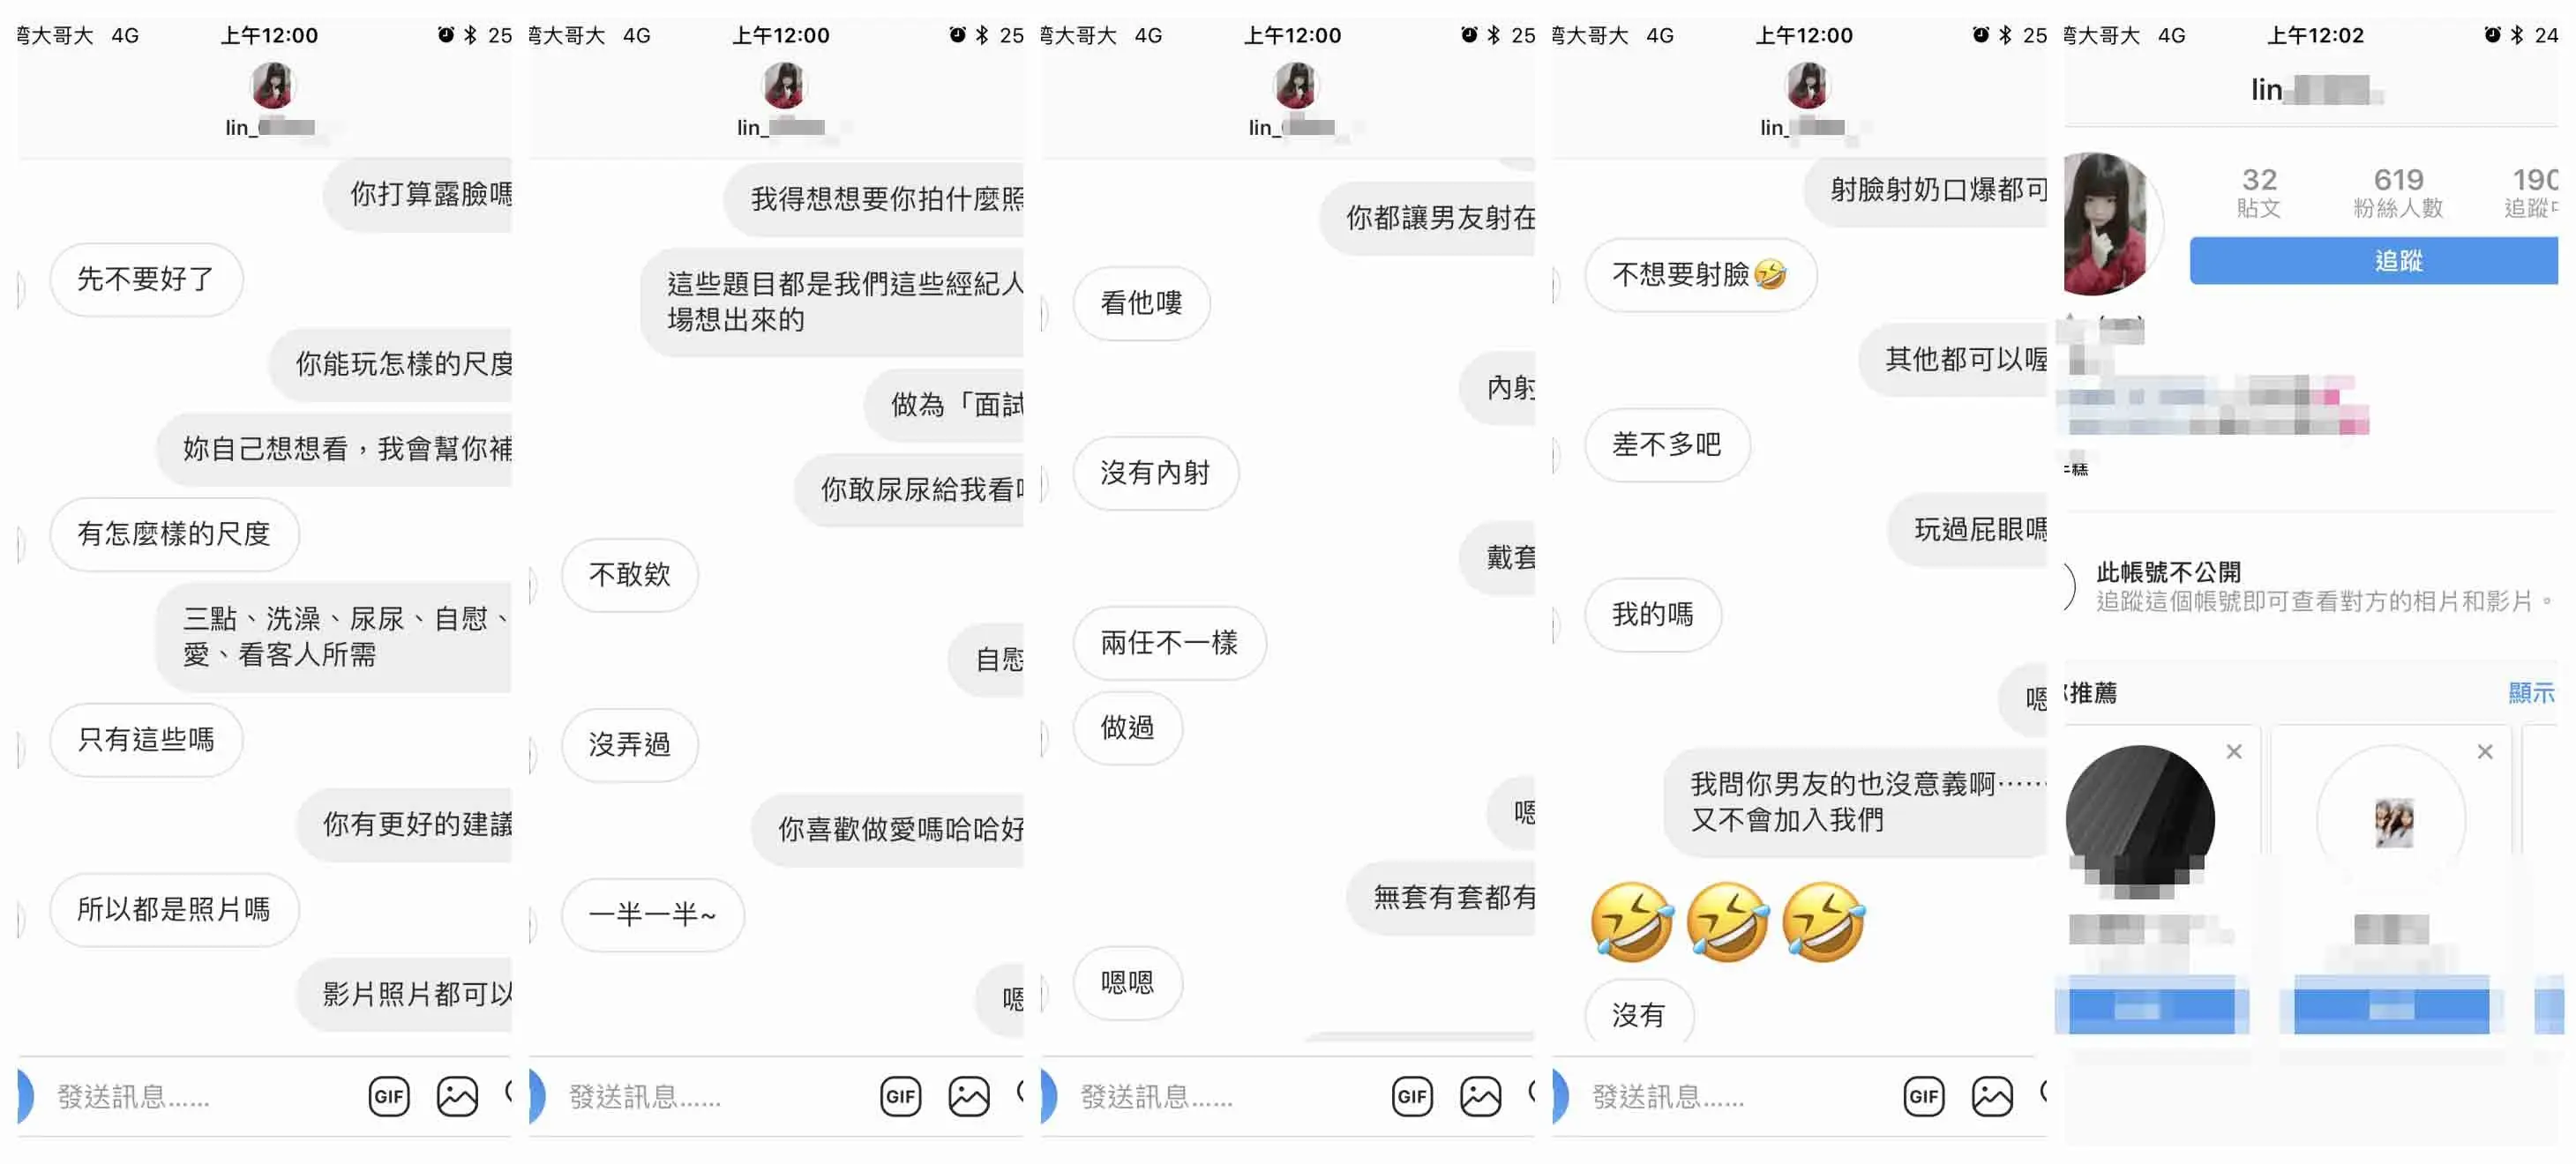 灣大哥大 4G 上午12:00 25
lin_
你打算露臉嗎
先不要好了
你能玩怎樣的尺度
妳自己想想看，我會幫你補
有怎麼樣的尺度
三點、洗澡、尿尿、自慰、
愛、看客人所需
只有這些嗎
你有更好的建議
所以都是照片嗎
影片照片都可以
發送訊息......
GIF
灣大哥大 4G 上午12:00 25
lin_
我得想想要你拍什麼照
這些題目都是我們這些經紀人
場想出來的
做為「面試
你敢尿尿給我看
不敢欸
自慰
沒弄過
你喜歡做愛嗎哈哈好
一半一半~
嗯
發送訊息......
GIF
灣大哥大 4G 上午12:00 25
lin_
你都讓男友射在
看他嘍
內射
沒有內射
戴套
兩任不一樣
做過
嗯
無套有套都有
嗯嗯
發送訊息......
GIF
灣大哥大 4G 上午12:00 25
lin_
射臉射奶口爆都可
不想要射臉🤣
其他都可以喔
差不多吧
玩過屁眼嗎
我的嗎
嗯
我問你男友的也沒意義啊⋯⋯
又不會加入我們
🤣🤣🤣
沒有
發送訊息......
GIF
灣大哥大 4G 上午12:02 24
lin
32 619 190
貼文 粉絲人數 追蹤中
追蹤
糕
此帳號不公開
追蹤這個帳號即可查看對方的相片和影片。
推薦 顯示